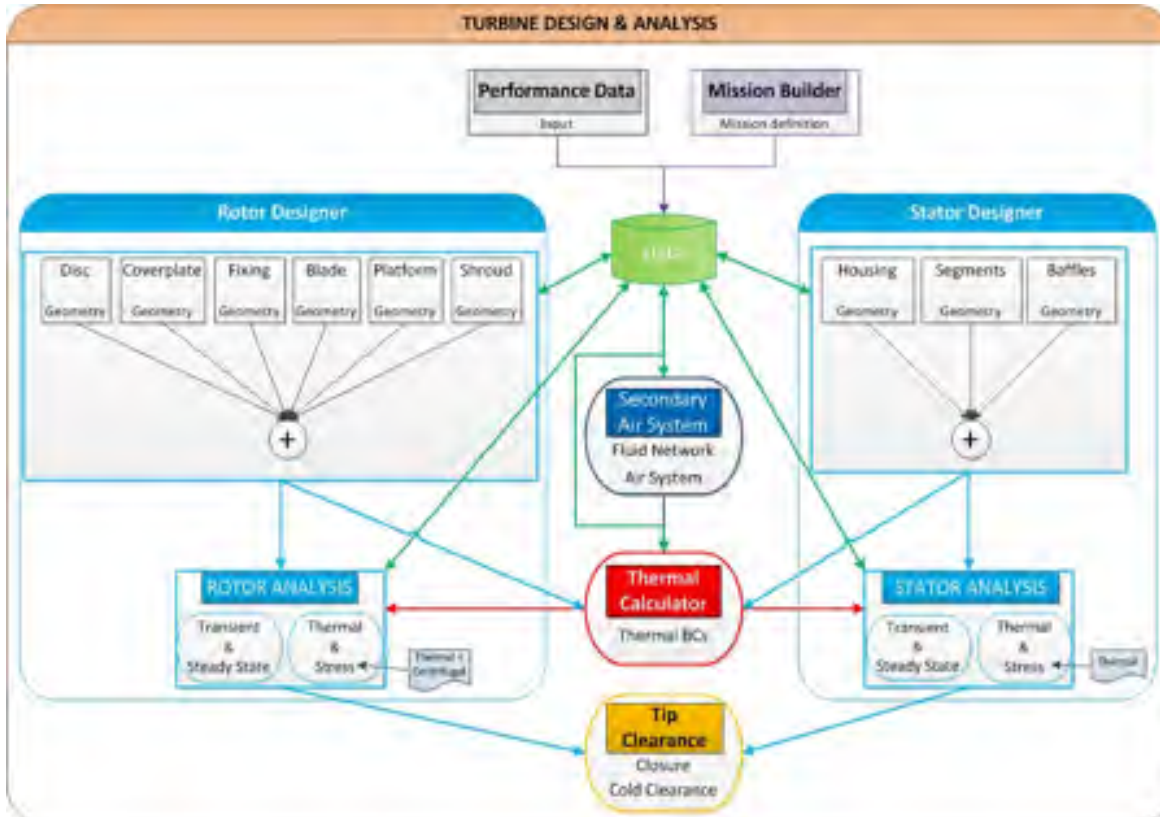 TURBINE DESIGN & ANALYSIS
Performance Data
Input
Mission Builder
Mission definition
Rotor Designer
Disc
Geometry
Coverplate
Geometry
Fixing
Geometry
Blade
Geometry
Platform
Geometry
Shroud
Geometry
+
ROTOR ANALYSIS
Transient
&
Steady State
Thermal
&
Stress
Thermal +
Centrifugal
Secondary
Air System
Fluid Network
Air System
Thermal
Calculator
Thermal BCs
Tip
Clearance
Closure
Cold Clearance
Stator Designer
Housing
Geometry
Segments
Geometry
Baffles
Geometry
+
STATOR ANALYSIS
Transient
&
Steady State
Thermal
&
Stress
Thermal